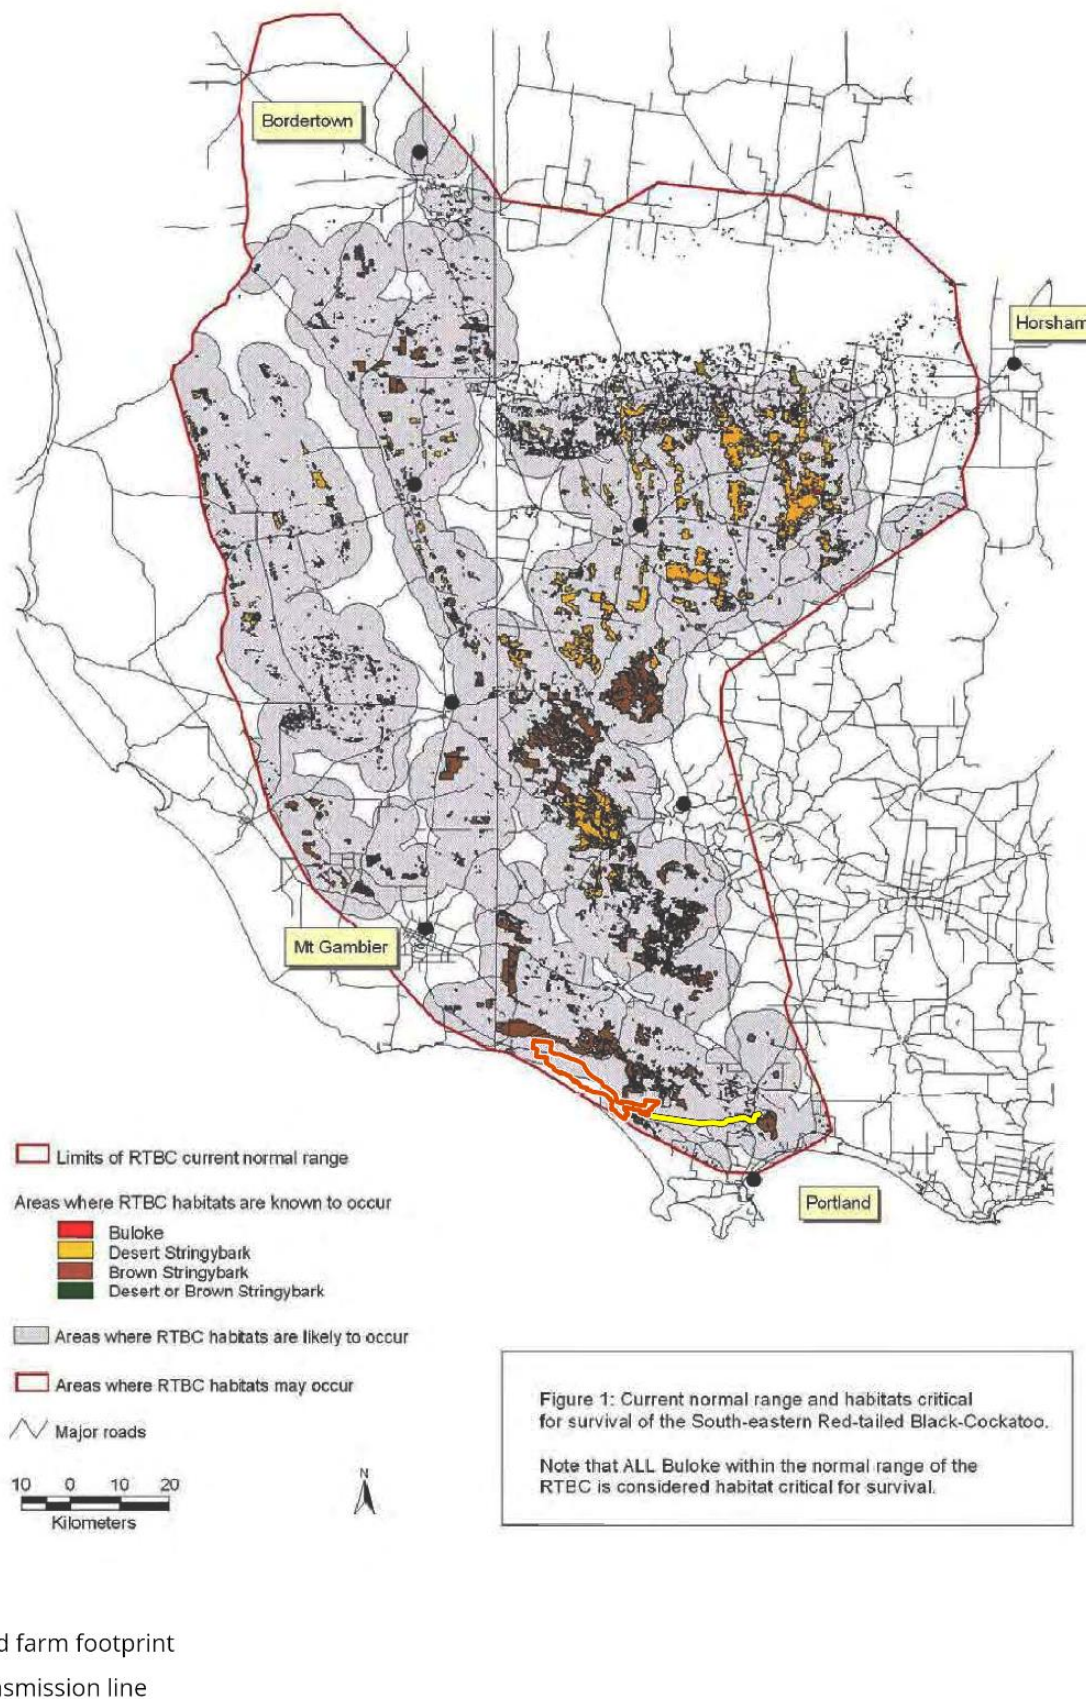 Bordertown
Horsham
Mt Gambier
Limits of RTBC current normal range
Areas where RTBC habitats are known to occur
Buloke
Desert Stringybark
Brown Stringybark
Desert or Brown Stringybark
Portland
Areas where RTBC habitats are likely to occur
Areas where RTBC habitats may occur
Major roads
10 0 10 20
Kilometers
N
Figure 1: Current normal range and habitats critical
for survival of the South-eastern Red-tailed Black-Cockatoo.
Note that ALL Buloke within the normal range of the
RTBC is considered habitat critical for survival.
d farm footprint
nsmission line